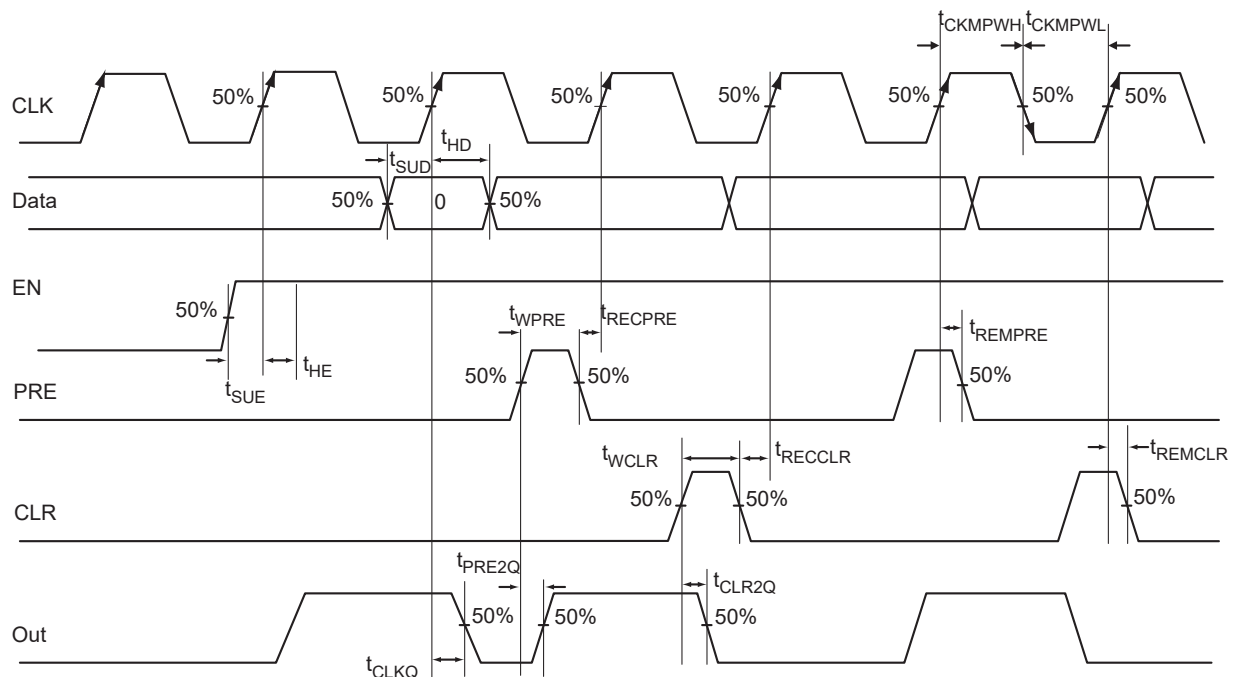 tCKMPWH tCKMPWL
CLK
50% 50% 50% 50% 50% 50% 50%
tSUD
tHD
Data
50% 0 50%
EN
50%
tSUE
tHE
tWPRE
tRECPRE
tREMPRE
PRE
50% 50% 50%
tWCLR
tRECCLR
tREMCLR
CLR
50% 50% 50%
tPRE2Q
tCLR2Q
Out
50% 50% 50%
tCLKQ